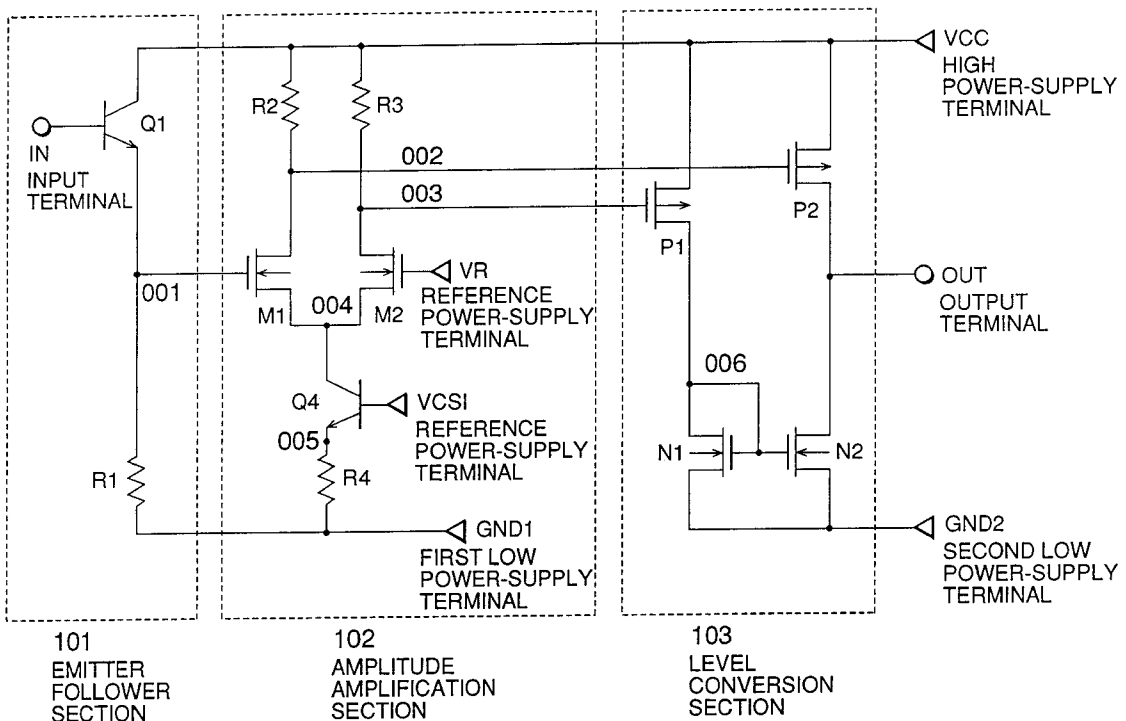 VCC
HIGH
POWER-SUPPLY
TERMINAL
R2
R3
Q1
IN
INPUT
TERMINAL
002
003
P2
P1
001
M1
004
M2
VR
REFERENCE
POWER-SUPPLY
TERMINAL
OUT
OUTPUT
TERMINAL
006
Q4
VCSI
REFERENCE
POWER-SUPPLY
TERMINAL
005
N1
N2
R1
R4
GND1
FIRST LOW
POWER-SUPPLY
TERMINAL
GND2
SECOND LOW
POWER-SUPPLY
TERMINAL
101
EMITTER
FOLLOWER
SECTION
102
AMPLITUDE
AMPLIFICATION
SECTION
103
LEVEL
CONVERSION
SECTION